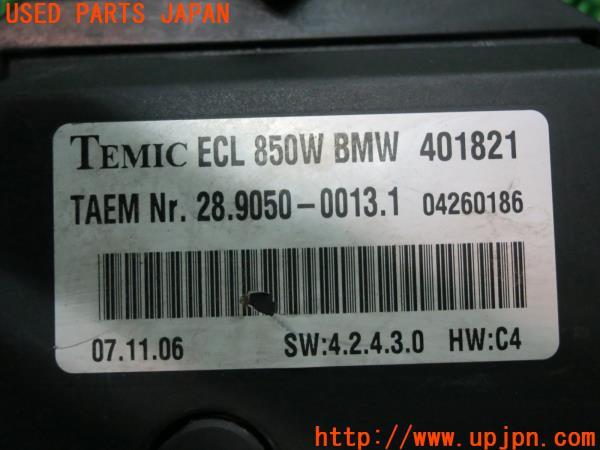 USED PARTS JAPAN
TEMIC ECL 850W BMW 401821
TAEM Nr. 28.9050-0013.1 04260186
07.11.06 SW:4.2.4.3.0 HW:C4
http://www.upjpn.com/